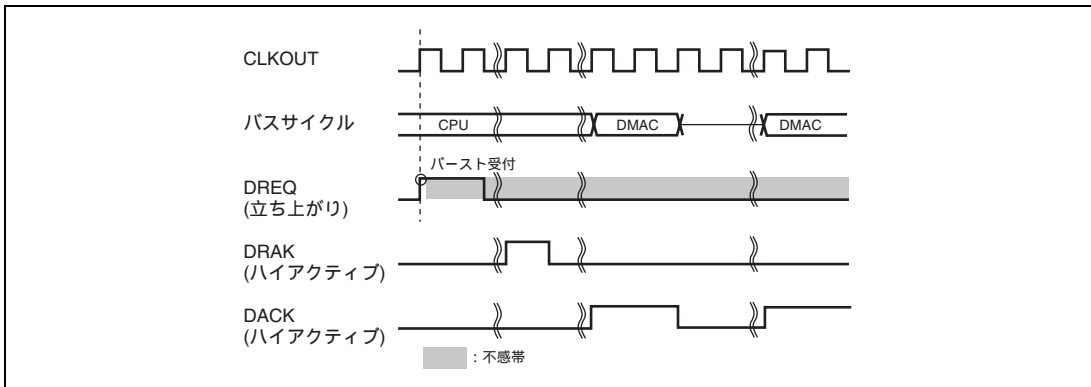 CLKOUT
バスサイクル
CPU
DMAC
DMAC
バースト受付
DREQ
(立ち上がり)
DRAK
(ハイアクティブ)
DACK
(ハイアクティブ)
：不感帯